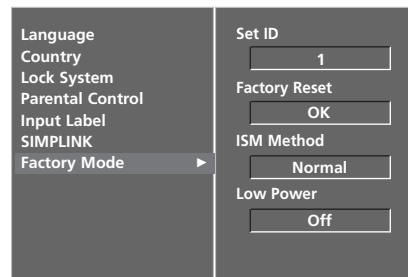 Language
Country
Lock System
Parental Control
Input Label
SIMPLINK
Factory Mode ►
Set ID
1
Factory Reset
OK
ISM Method
Normal
Low Power
Off